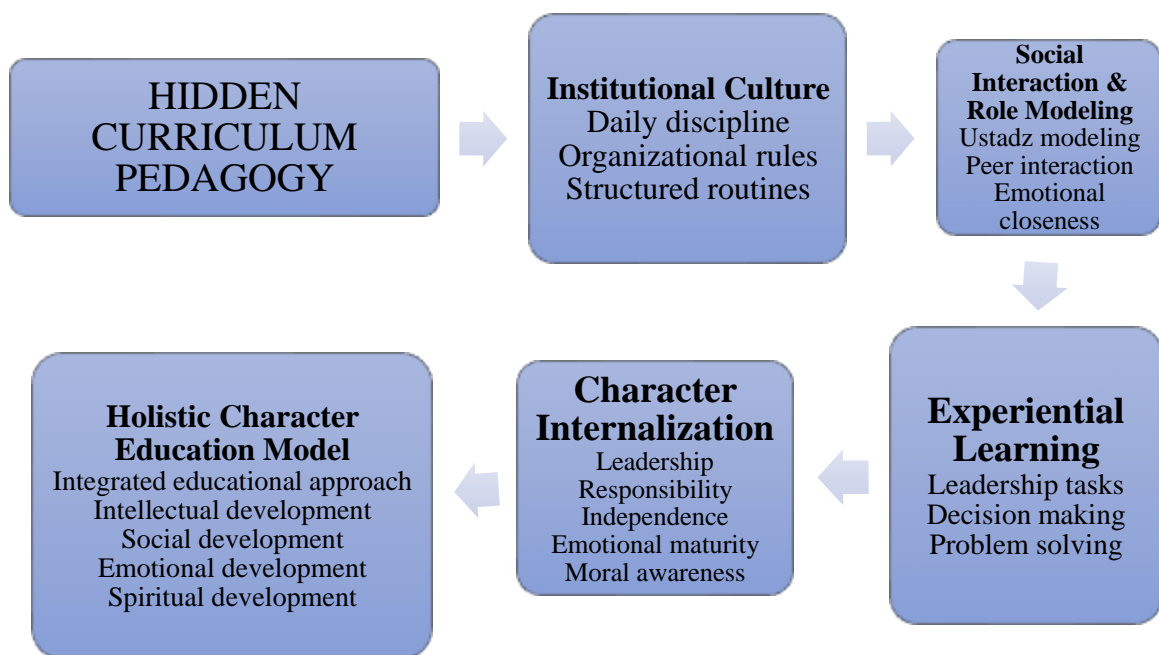 HIDDEN
CURRICULUM
PEDAGOGY
Institutional Culture
Daily discipline
Organizational rules
Structured routines
Social
Interaction &
Role Modeling
Ustadz modeling
Peer interaction
Emotional
closeness
Experiential
Learning
Leadership tasks
Decision making
Problem solving
Character
Internalization
Leadership
Responsibility
Independence
Emotional maturity
Moral awareness
Holistic Character
Education Model
Integrated educational approach
Intellectual development
Social development
Emotional development
Spiritual development